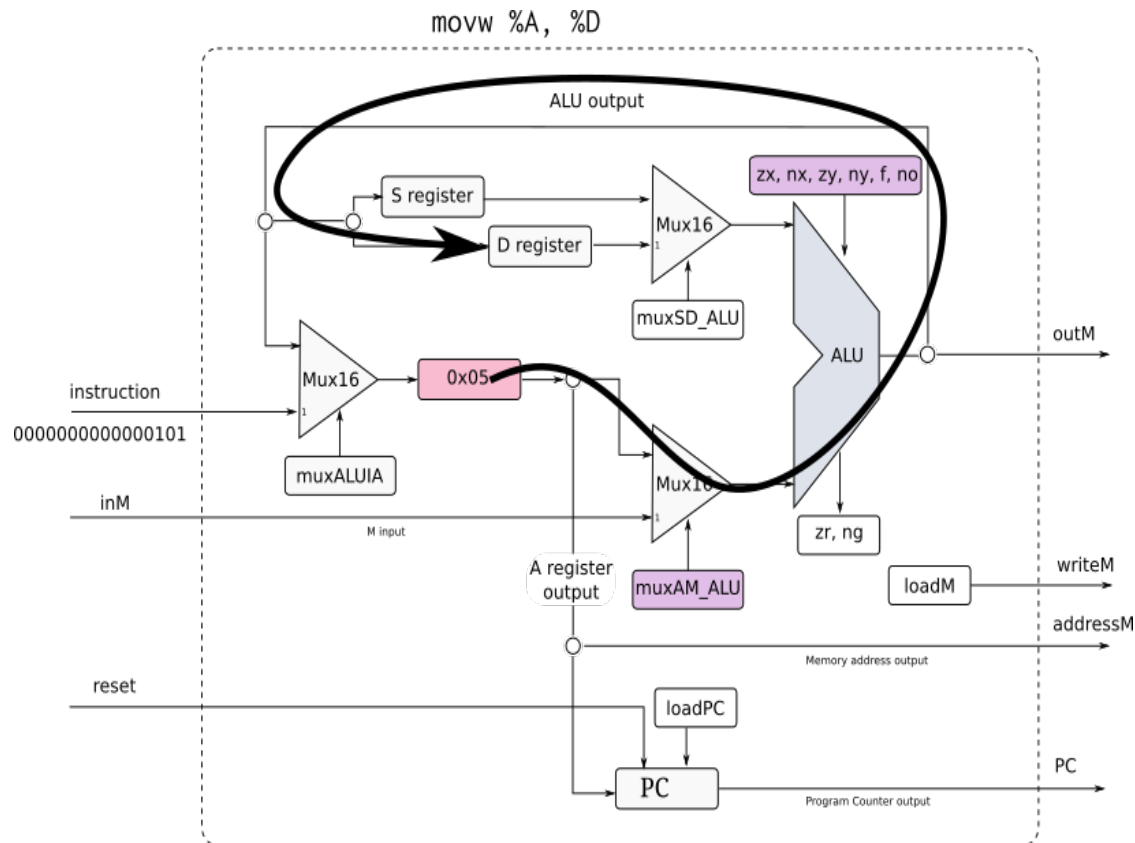 movw %A, %D
ALU output
zx, nx, zy, ny, f, no
S register
Mux16
D register
1
muxSD_ALU
outM
ALU
Mux16
0x05
instruction
1
0000000000000101
muxALUIA
Mux16
inM
1
M input
zr, ng
A register
output
muxAM_ALU
loadM
writeM
addressM
Memory address output
reset
loadPC
PC
PC
Program Counter output